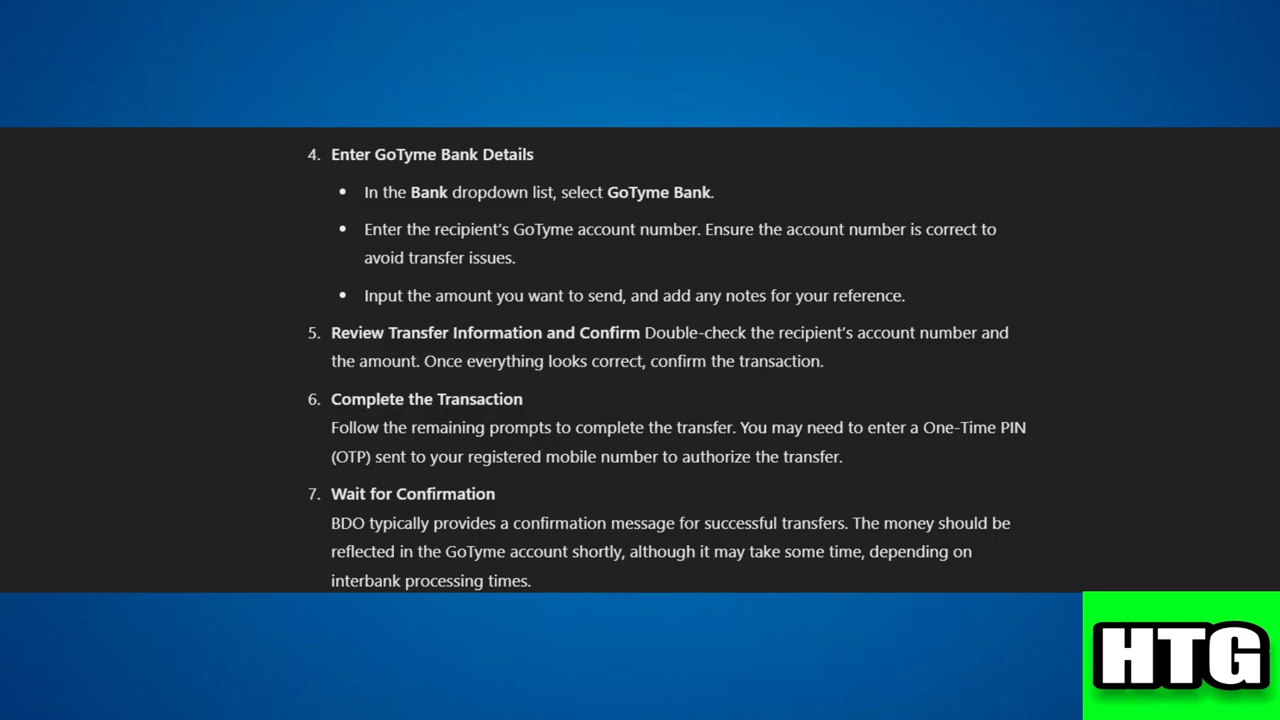 4. Enter GoTyme Bank Details
• In the Bank dropdown list, select GoTyme Bank.
• Enter the recipient's GoTyme account number. Ensure the account number is correct to
avoid transfer issues.
• Input the amount you want to send, and add any notes for your reference.
5. Review Transfer Information and Confirm Double-check the recipient's account number and
the amount. Once everything looks correct, confirm the transaction.
6. Complete the Transaction
Follow the remaining prompts to complete the transfer. You may need to enter a One-Time PIN
(OTP) sent to your registered mobile number to authorize the transfer.
7. Wait for Confirmation
BDO typically provides a confirmation message for successful transfers. The money should be
reflected in the GoTyme account shortly, although it may take some time, depending on
interbank processing times.
HTG